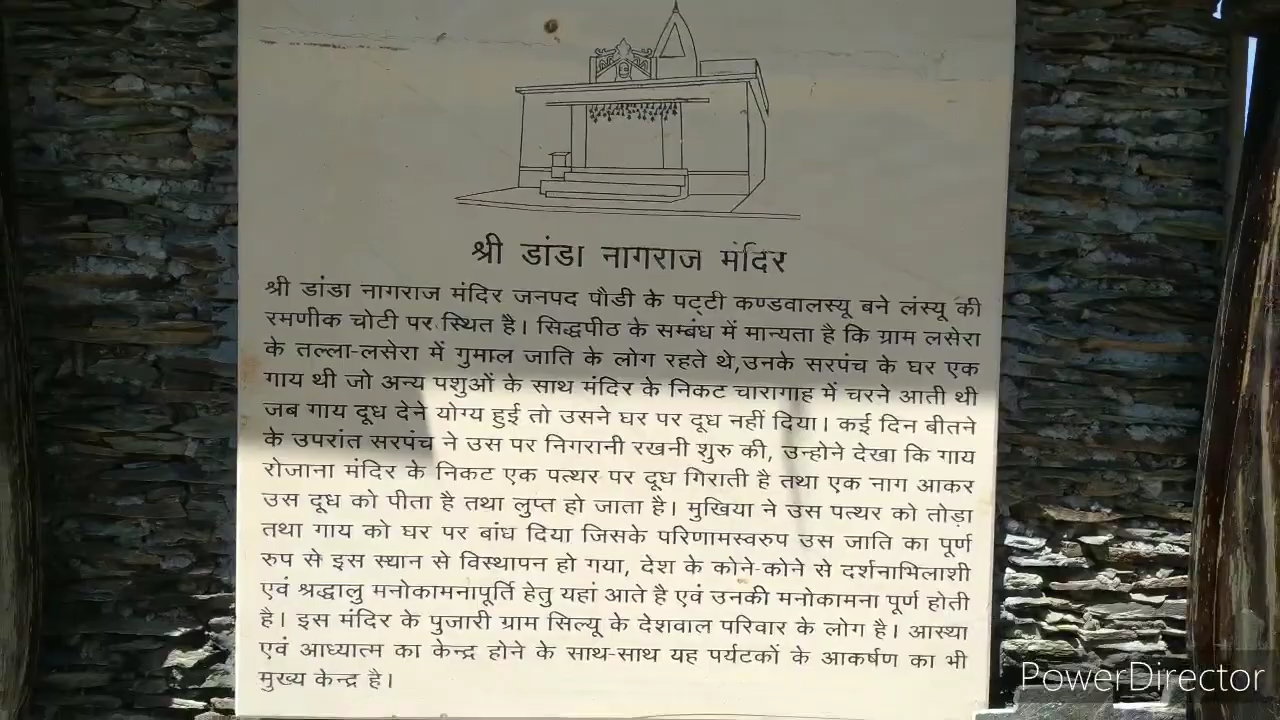 श्री डांडा नागराज मंदिर
श्री डांडा नागराज मंदिर जनपद पौडी के पट्टी कण्डवालस्यू बने लंस्यू की
रमणीक चोटी पर स्थित है। सिद्धपीठ के सम्बंध में मान्यता है कि ग्राम लसेरा
के तल्ला-लसेरा में गुमाल जाति के लोग रहते थे,उनके सरपंच के घर एक
गाय थी जो अन्य पशुओं के साथ मंदिर के निकट चारागाह में चरने आती थी
जब गाय दूध देने योग्य हुई तो उसने घर पर दूध नहीं दिया। कई दिन बीतने
के उपरांत सरपंच ने उस पर निगरानी रखनी शुरु की, उन्होने देखा कि गाय
रोजाना मंदिर के निकट एक पत्थर पर दूध गिराती है तथा एक नाग आकर
उस दूध को पीता है तथा लुप्त हो जाता है। मुखिया ने उस पत्थर को तोड़ा
तथा गाय को घर पर बांध दिया जिसके परिणामस्वरुप उस जाति का पूर्ण
रुप से इस स्थान से विस्थापन हो गया, देश के कोने-कोने से दर्शनाभिलाशी
एवं श्रद्धालु मनोकामनापूर्ति हेतु यहां आते है एवं उनकी मनोकामना पूर्ण होती
है। इस मंदिर के पुजारी ग्राम सिल्यू के देशवाल परिवार के लोग है। आस्था
एवं आध्यात्म का केन्द्र होने के साथ-साथ यह पर्यटकों के आकर्षण का भी
मुख्य केन्द्र है।
PowerDirector